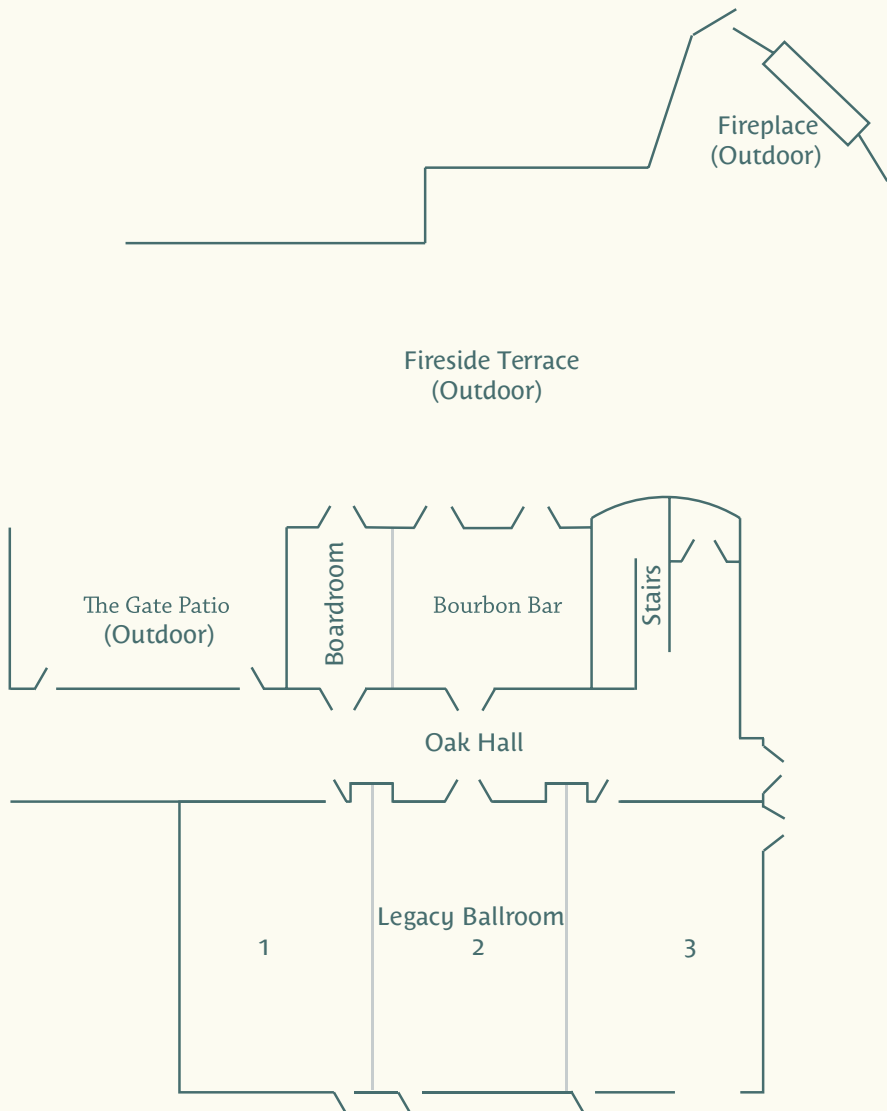 Fireplace
(Outdoor)
Fireside Terrace
(Outdoor)
The Gate Patio
(Outdoor)
Boardroom
Bourbon Bar
Stairs
Oak Hall
Legacy Ballroom
1
2
3